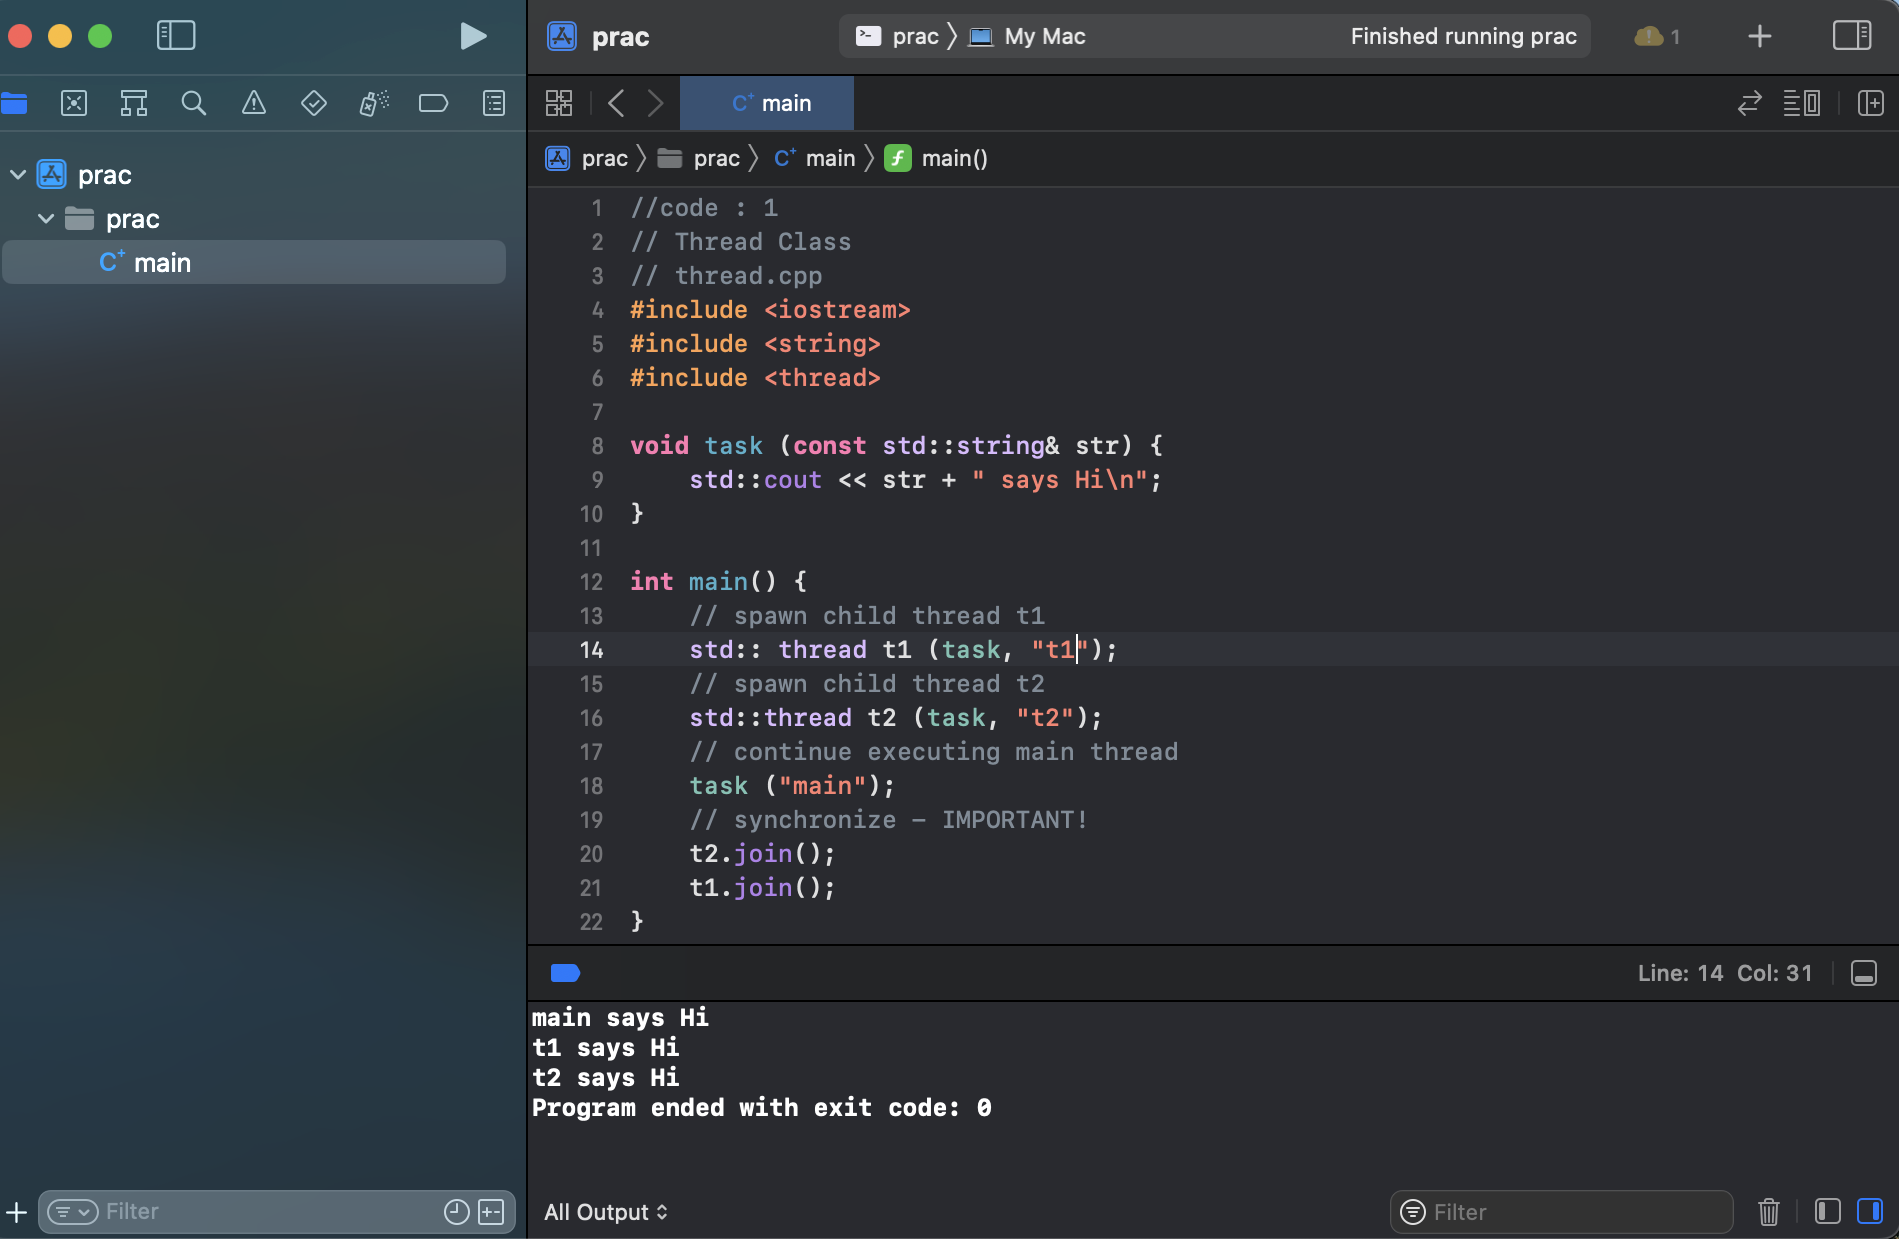 prac
prac
My Mac
Finished running prac
1
C+ main
prac
prac
C+ main
prac
prac
C+ main
main()
1 //code : 1
2 // Thread Class
3 // thread.cpp
4 #include <iostream>
5 #include <string>
6 #include <thread>
7
8 void task (const std::string& str) {
9 std::cout << str + " says Hi\n";
10 }
11
12 int main() {
13 // spawn child thread t1
14 std:: thread t1 (task, "t1");
15 // spawn child thread t2
16 std::thread t2 (task, "t2");
17 // continue executing main thread
18 task ("main");
19 // synchronize – IMPORTANT!
20 t2.join();
21 t1.join();
22 }
Line: 14 Col: 31
main says Hi
t1 says Hi
t2 says Hi
Program ended with exit code: 0
Filter
All Output
Filter